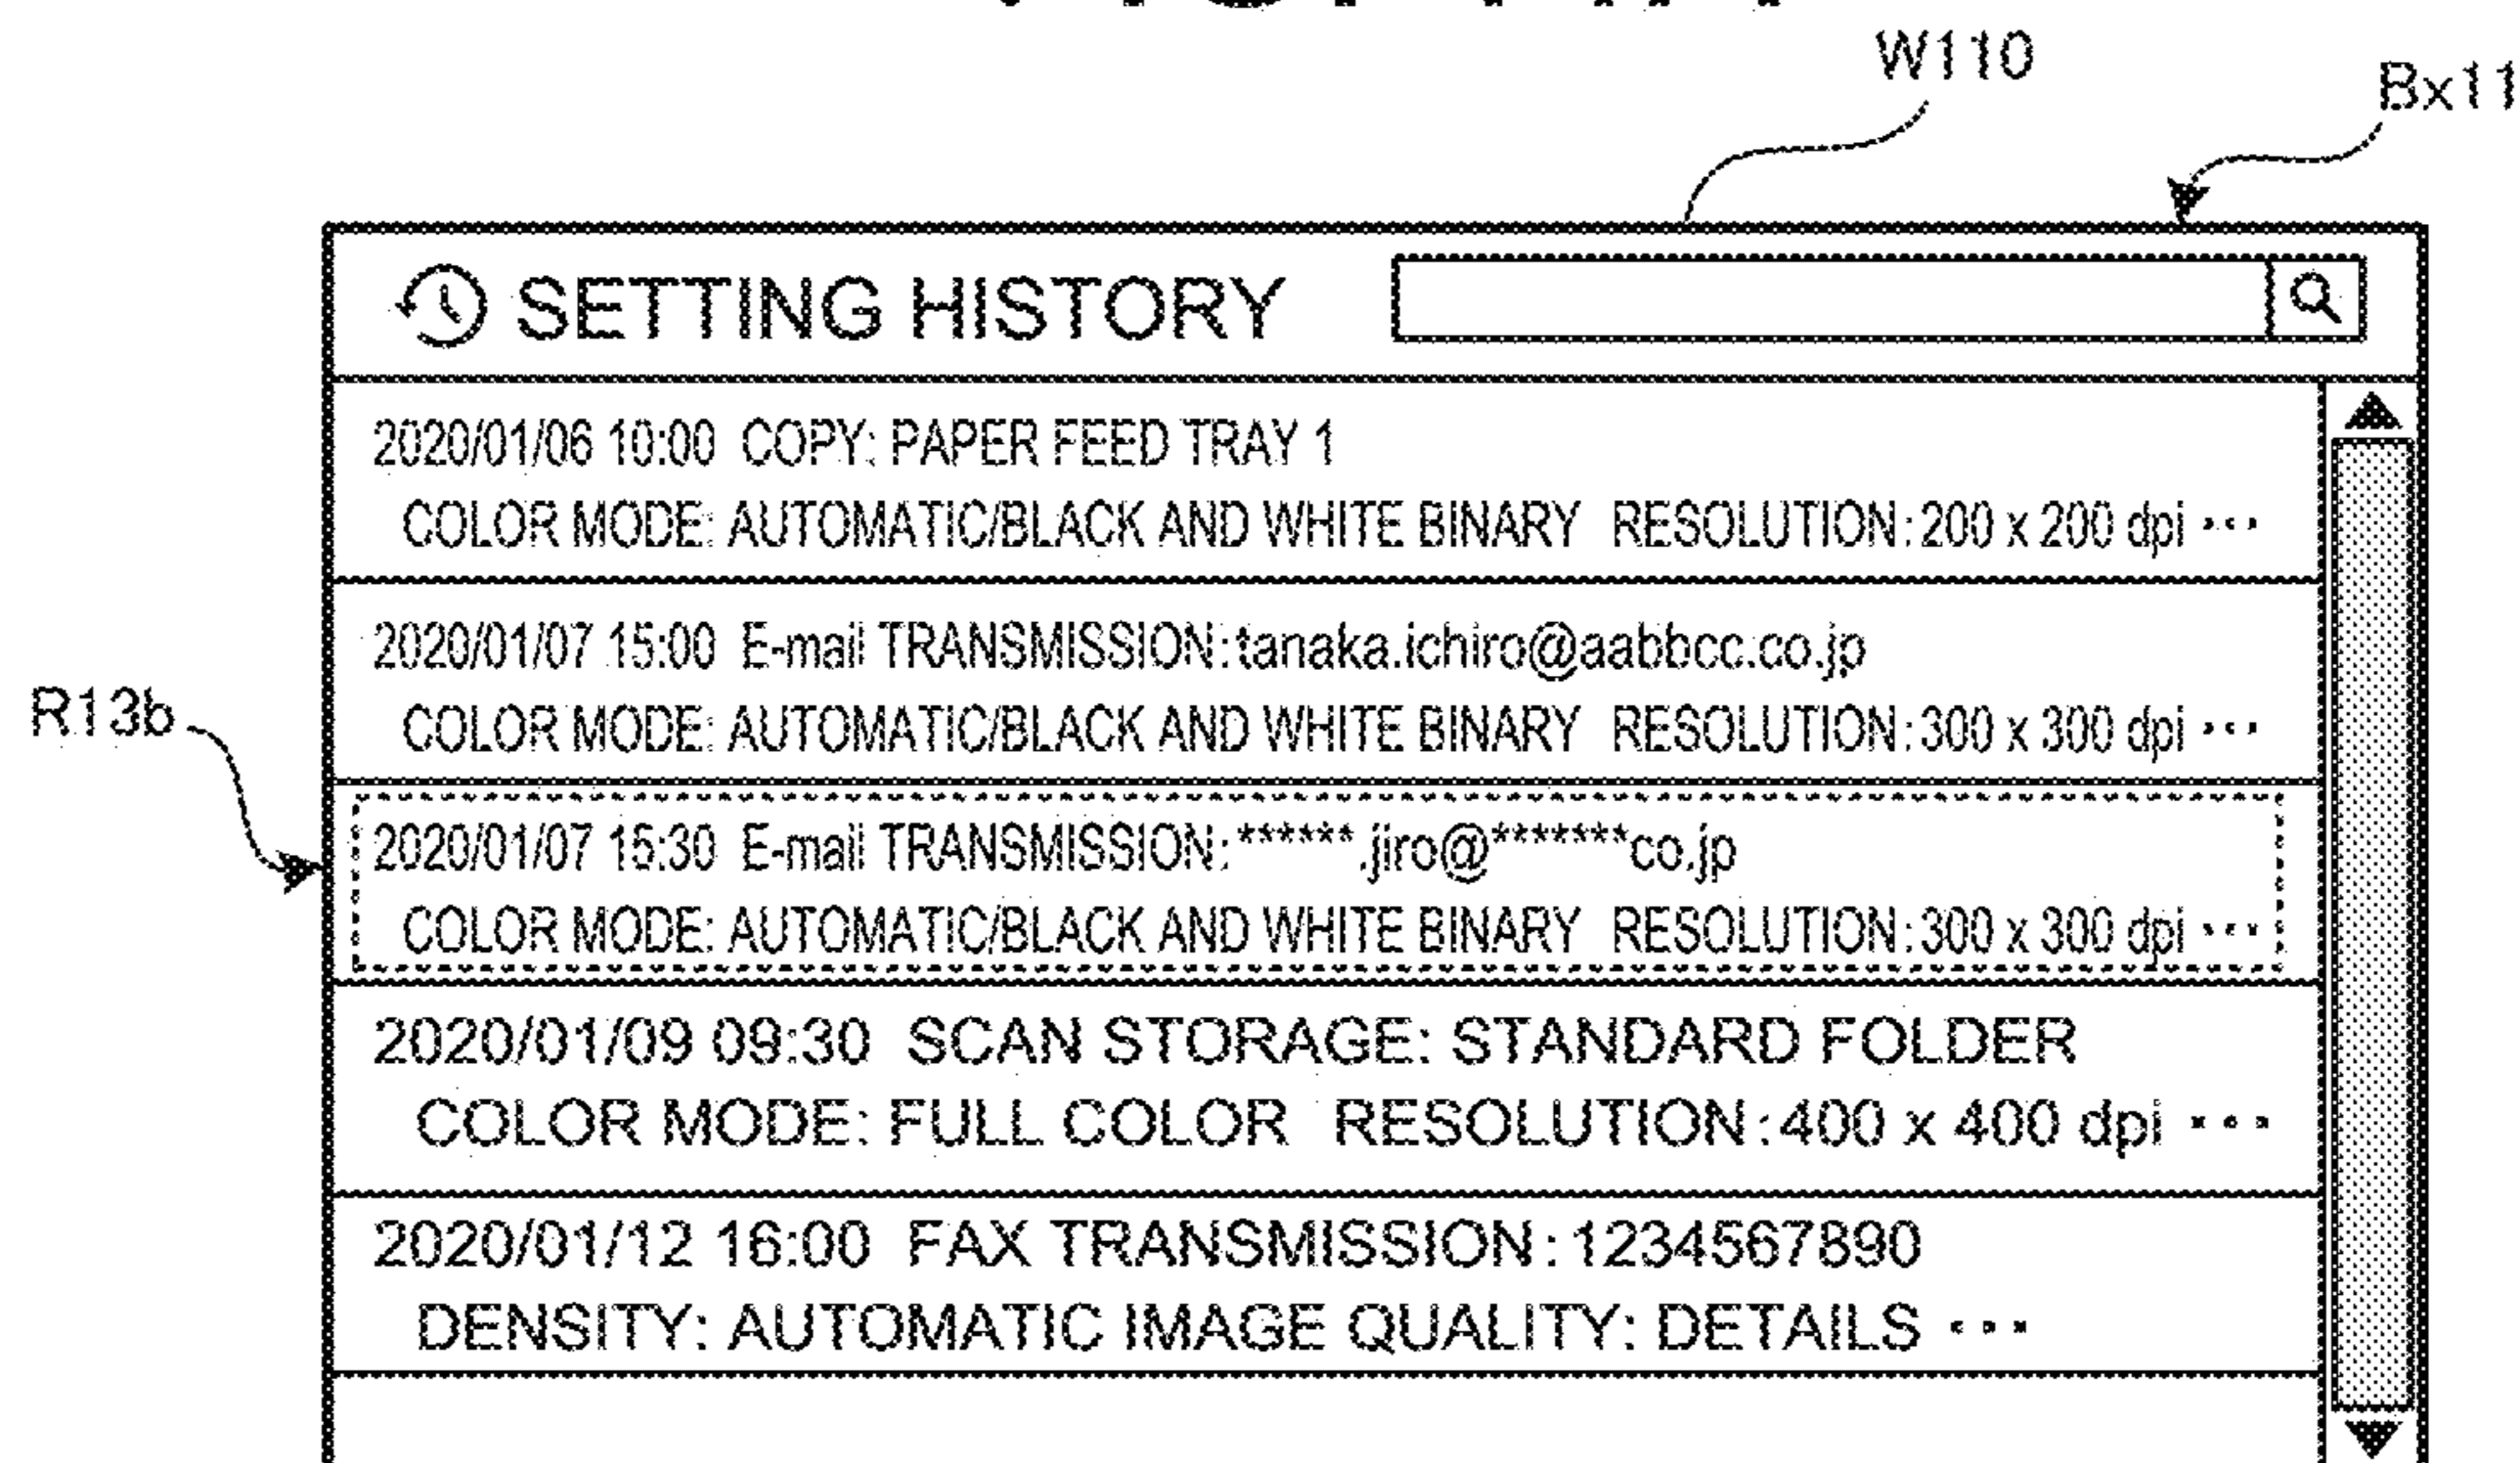 W110
Bx11
SETTING HISTORY
2020/01/06 10:00 COPY: PAPER FEED TRAY 1
COLOR MODE: AUTOMATIC/BLACK AND WHITE BINARY RESOLUTION:200 x 200 dpi ･･･
2020/01/07 15:00 E-mail TRANSMISSION:tanaka.ichiro@aabbcc.co.jp
COLOR MODE: AUTOMATIC/BLACK AND WHITE BINARY RESOLUTION:300 x 300 dpi ･･･
R13b
2020/01/07 15:30 E-mail TRANSMISSION:******.jiro@*******co.jp
COLOR MODE: AUTOMATIC/BLACK AND WHITE BINARY RESOLUTION:300 x 300 dpi ･･･
2020/01/09 09:30 SCAN STORAGE: STANDARD FOLDER
COLOR MODE: FULL COLOR RESOLUTION:400 x 400 dpi ･･･
2020/01/12 16:00 FAX TRANSMISSION:1234567890
DENSITY: AUTOMATIC IMAGE QUALITY: DETAILS ･･･